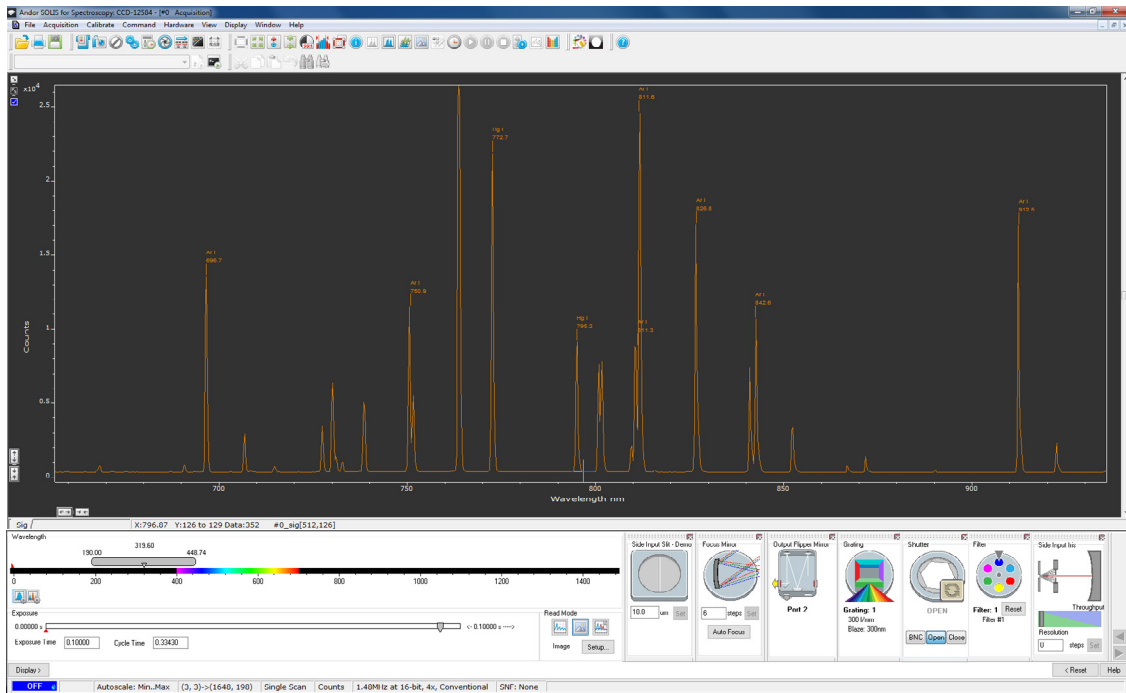 Andor SOLIS for Spectroscopy: CCD-12584 - [#0 Acquisition]
File Acquisition Calibrate Command Hardware View Display Window Help
x10⁴
2.5
2
1.5
1
0.5
0
Counts
Ar I
696.7
Ar I
750.9
Hg I
772.7
Hg I
795.2
Ar I
811.6
Ar I
811.3
Ar I
826.8
Ar I
842.6
Ar I
912.5
700
750
800
850
900
Wavelength nm
Sig
X:796.87 Y:126 to 129 Data:352 #0_sig[512,126]
Wavelength
319.60
190.00
448.74
0 200 400 600 800 1000 1200 1400
Exposure
0.00000 s
<- 0.10000 s ---->
Exposure Time 0.10000 Cycle Time 0.33430
Read Mode
Image
Setup...
Side Input Slit - Demo
10.0 um Set
Focus Mirror
6 steps Set
Auto Focus
Output Flipper Mirror
Port 2
Grating
Grating: 1
300 l/mm
Blaze: 300nm
Shutter
OPEN
BNC Open Close
Filter
Filter: 1 Reset
Filter #1
Side Input Iris
Throughput
Resolution
0 steps Set
Display >
< Reset
Help
OFF Autoscale: Min..Max (3, 3)->(1648, 198) Single Scan Counts 1.48MHz at 16-bit, 4x, Conventional SNF: None